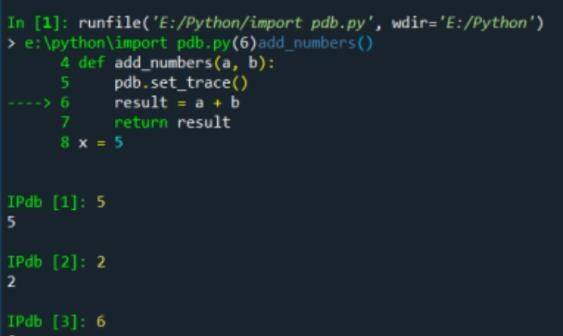 In [1]: runfile('E:/Python/import pdb.py', wdir='E:/Python')
> e:\python\import pdb.py(6)add_numbers()
      4 def add_numbers(a, b):
      5     pdb.set_trace()
----> 6     result = a + b
      7     return result
      8 x = 5
IPdb [1]: 5
5
IPdb [2]: 2
2
IPdb [3]: 6